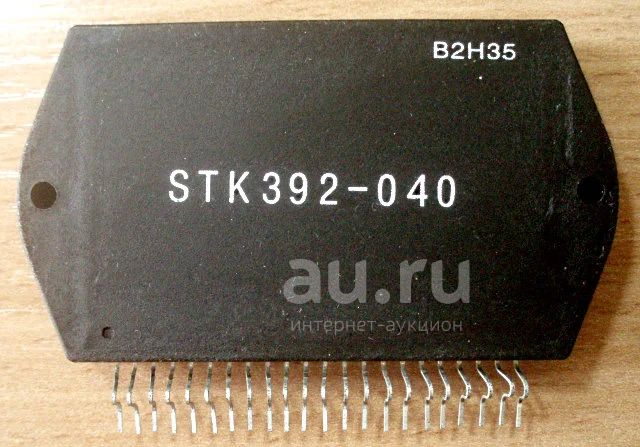 B2H35
STK392-040
au.ru
интернет-аукцион